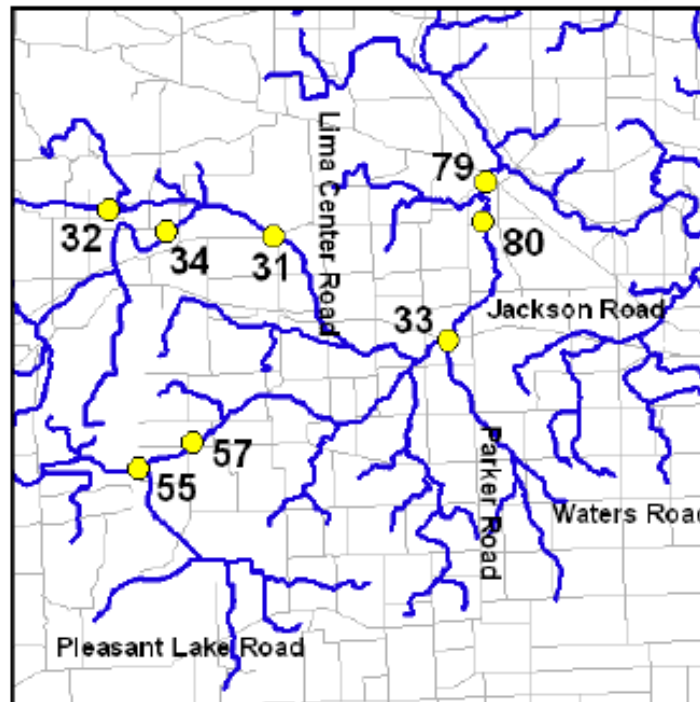 Lima Center Road
79
32
34
31
80
33
Jackson Road
57
55
Parker Road
Waters Road
Pleasant Lake Road